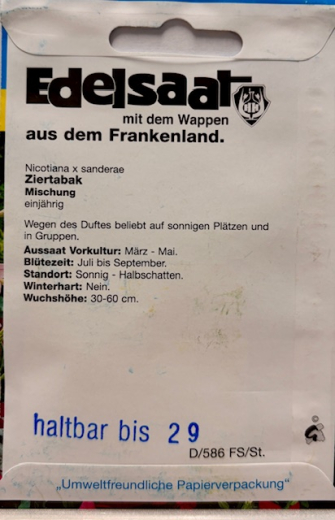 Edelsaat
mit dem Wappen
aus dem Frankenland.
Nicotiana x sanderae
Ziertabak
Mischung
einjährig
Wegen des Duftes beliebt auf sonnigen Plätzen und
in Gruppen.
Aussaat Vorkultur: März - Mai.
Blütezeit: Juli bis September.
Standort: Sonnig - Halbschatten.
Winterhart: Nein.
Wuchshöhe: 30-60 cm.
haltbar bis 29
D/586 FS/St.
„Umweltfreundliche Papierverpackung"